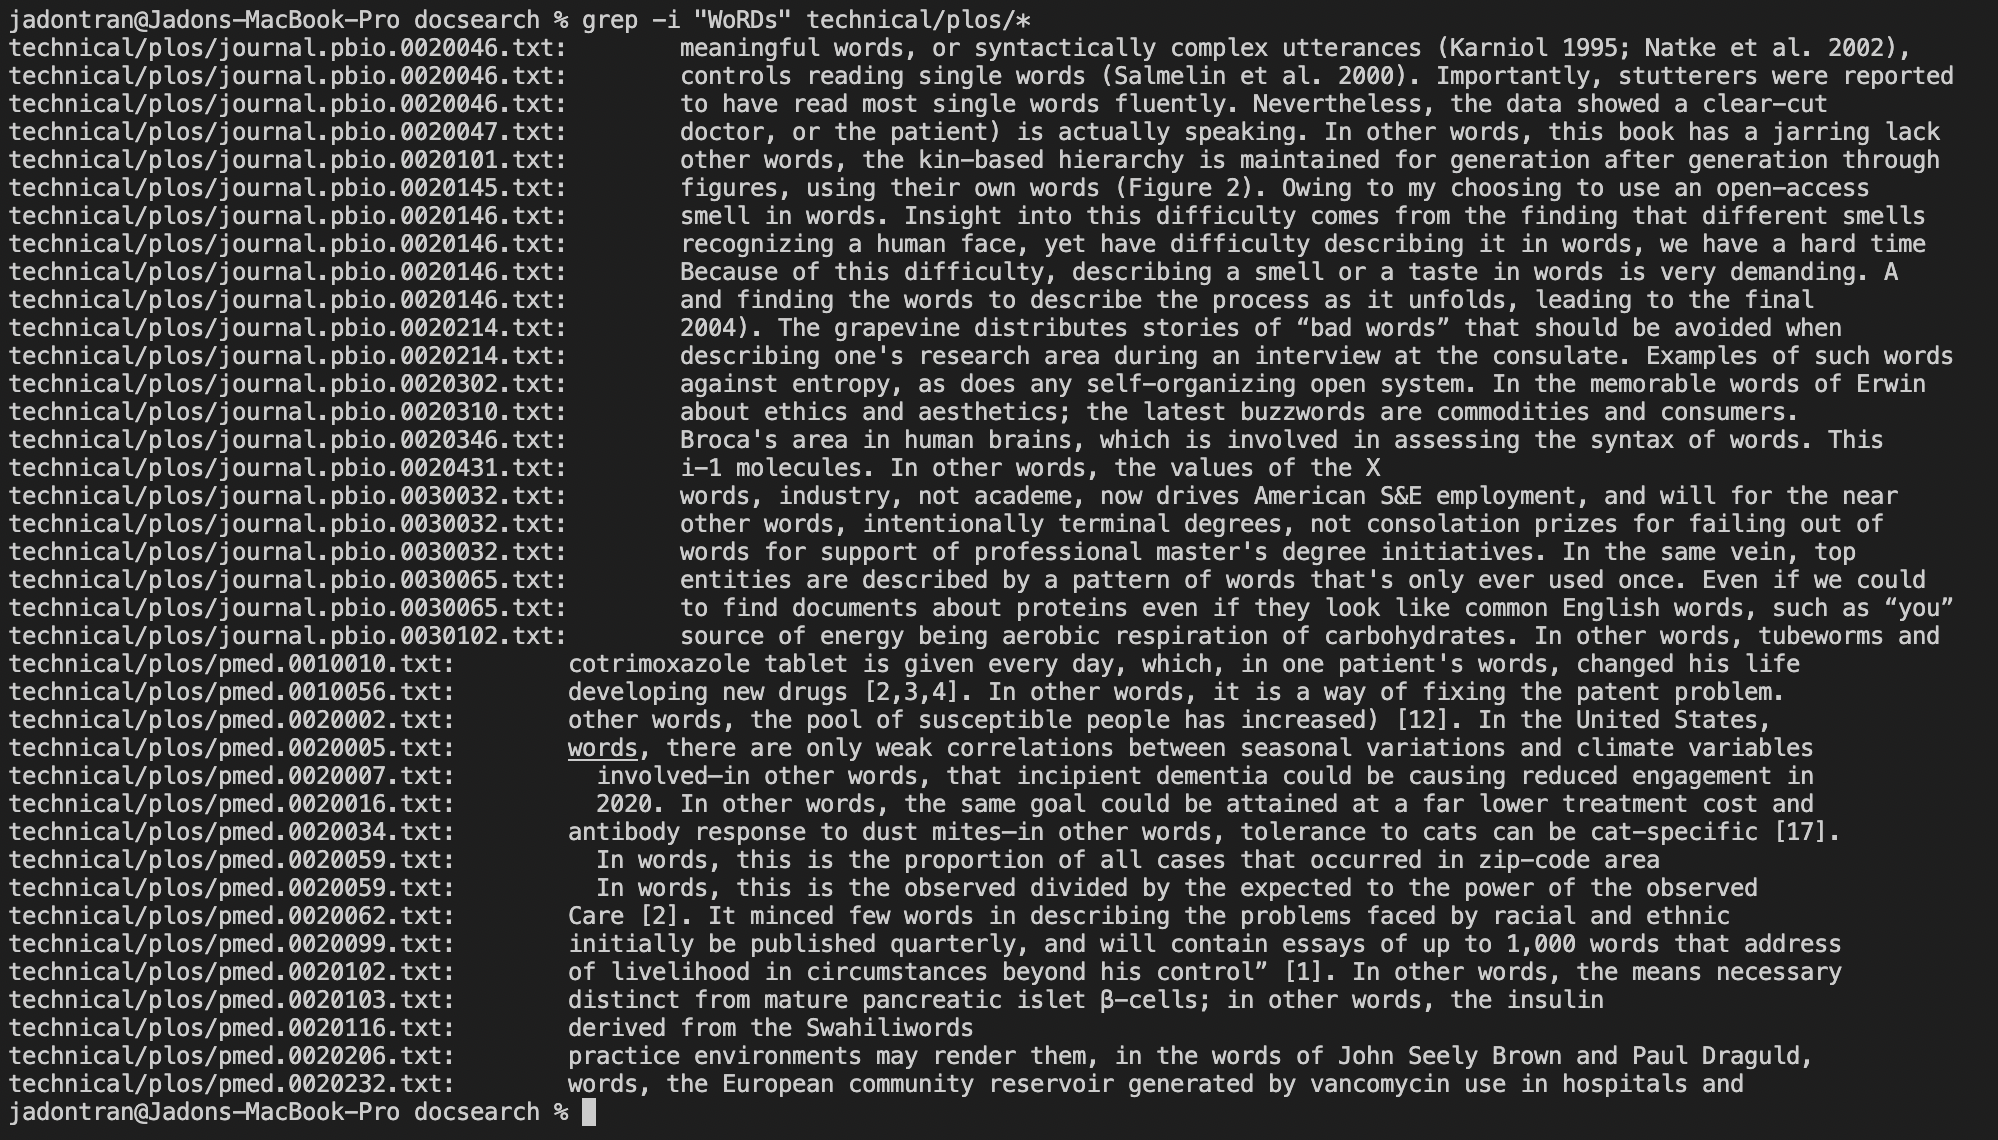 jadontran@Jadons-MacBook-Pro docsearch % grep -i "WoRDs" technical/plos/*
technical/plos/journal.pbio.0020046.txt:        meaningful words, or syntactically complex utterances (Karniol 1995; Natke et al. 2002),
technical/plos/journal.pbio.0020046.txt:        controls reading single words (Salmelin et al. 2000). Importantly, stutterers were reported
technical/plos/journal.pbio.0020046.txt:        to have read most single words fluently. Nevertheless, the data showed a clear-cut
technical/plos/journal.pbio.0020047.txt:        doctor, or the patient) is actually speaking. In other words, this book has a jarring lack
technical/plos/journal.pbio.0020101.txt:        other words, the kin-based hierarchy is maintained for generation after generation through
technical/plos/journal.pbio.0020145.txt:        figures, using their own words (Figure 2). Owing to my choosing to use an open-access
technical/plos/journal.pbio.0020146.txt:        smell in words. Insight into this difficulty comes from the finding that different smells
technical/plos/journal.pbio.0020146.txt:        recognizing a human face, yet have difficulty describing it in words, we have a hard time
technical/plos/journal.pbio.0020146.txt:        Because of this difficulty, describing a smell or a taste in words is very demanding. A
technical/plos/journal.pbio.0020146.txt:        and finding the words to describe the process as it unfolds, leading to the final
technical/plos/journal.pbio.0020214.txt:        2004). The grapevine distributes stories of “bad words” that should be avoided when
technical/plos/journal.pbio.0020214.txt:        describing one's research area during an interview at the consulate. Examples of such words
technical/plos/journal.pbio.0020302.txt:        against entropy, as does any self-organizing open system. In the memorable words of Erwin
technical/plos/journal.pbio.0020310.txt:        about ethics and aesthetics; the latest buzzwords are commodities and consumers.
technical/plos/journal.pbio.0020346.txt:        Broca's area in human brains, which is involved in assessing the syntax of words. This
technical/plos/journal.pbio.0020431.txt:        i−1 molecules. In other words, the values of the X
technical/plos/journal.pbio.0030032.txt:        words, industry, not academe, now drives American S&E employment, and will for the near
technical/plos/journal.pbio.0030032.txt:        other words, intentionally terminal degrees, not consolation prizes for failing out of
technical/plos/journal.pbio.0030032.txt:        words for support of professional master's degree initiatives. In the same vein, top
technical/plos/journal.pbio.0030065.txt:        entities are described by a pattern of words that's only ever used once. Even if we could
technical/plos/journal.pbio.0030065.txt:        to find documents about proteins even if they look like common English words, such as “you”
technical/plos/journal.pbio.0030102.txt:        source of energy being aerobic respiration of carbohydrates. In other words, tubeworms and
technical/plos/pmed.0010010.txt:        cotrimoxazole tablet is given every day, which, in one patient's words, changed his life
technical/plos/pmed.0010056.txt:        developing new drugs [2,3,4]. In other words, it is a way of fixing the patent problem.
technical/plos/pmed.0020002.txt:        other words, the pool of susceptible people has increased) [12]. In the United States,
technical/plos/pmed.0020005.txt:        words, there are only weak correlations between seasonal variations and climate variables
technical/plos/pmed.0020007.txt:          involved—in other words, that incipient dementia could be causing reduced engagement in
technical/plos/pmed.0020016.txt:          2020. In other words, the same goal could be attained at a far lower treatment cost and
technical/plos/pmed.0020034.txt:        antibody response to dust mites—in other words, tolerance to cats can be cat-specific [17].
technical/plos/pmed.0020059.txt:          In words, this is the proportion of all cases that occurred in zip-code area
technical/plos/pmed.0020059.txt:          In words, this is the observed divided by the expected to the power of the observed
technical/plos/pmed.0020062.txt:        Care [2]. It minced few words in describing the problems faced by racial and ethnic
technical/plos/pmed.0020099.txt:        initially be published quarterly, and will contain essays of up to 1,000 words that address
technical/plos/pmed.0020102.txt:        of livelihood in circumstances beyond his control” [1]. In other words, the means necessary
technical/plos/pmed.0020103.txt:        distinct from mature pancreatic islet β-cells; in other words, the insulin
technical/plos/pmed.0020116.txt:        derived from the Swahiliwords
technical/plos/pmed.0020206.txt:        practice environments may render them, in the words of John Seely Brown and Paul Draguld,
technical/plos/pmed.0020232.txt:        words, the European community reservoir generated by vancomycin use in hospitals and
jadontran@Jadons-MacBook-Pro docsearch %